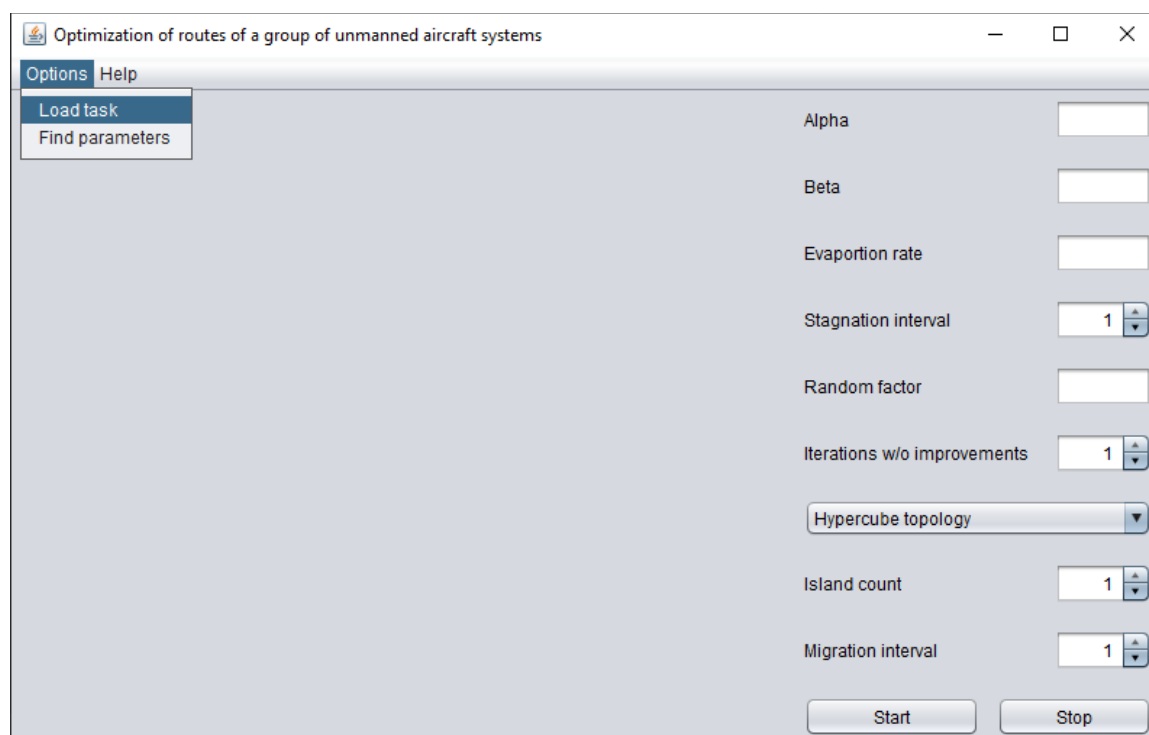 Optimization of routes of a group of unmanned aircraft systems
Options Help
Load task
Find parameters
Alpha
Beta
Evaportion rate
Stagnation interval 1
Random factor
Iterations w/o improvements 1
Hypercube topology
Island count 1
Migration interval 1
Start Stop